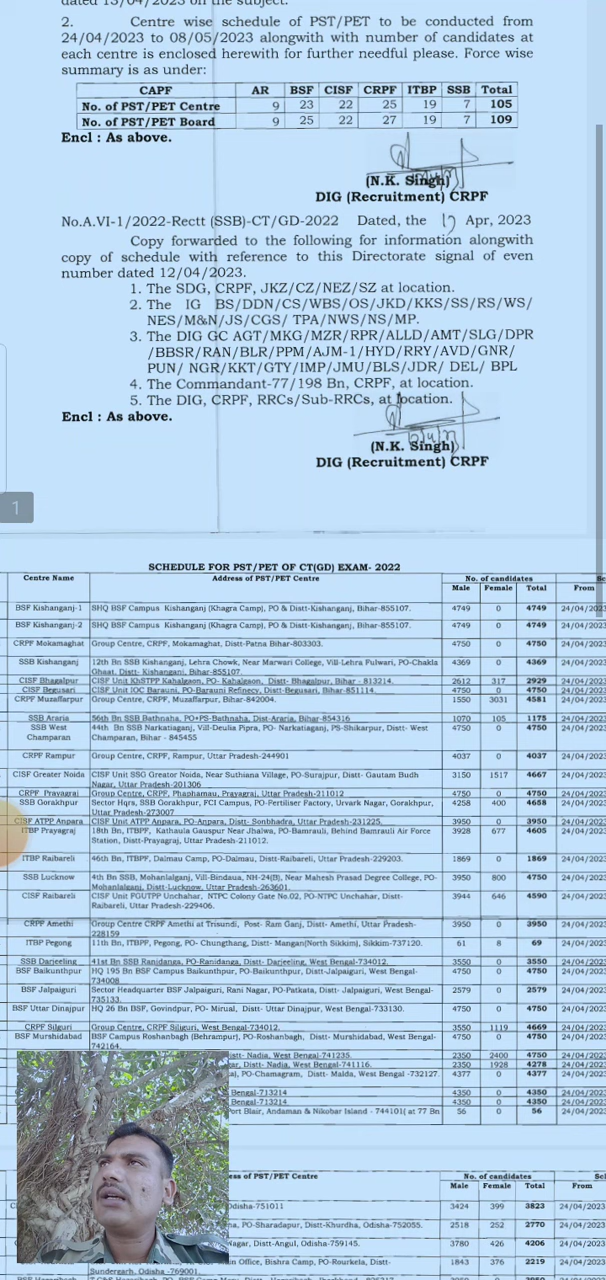 dated 13/04/2023 on the subject.
2. Centre wise schedule of PST/PET to be conducted from
24/04/2023 to 08/05/2023 alongwith with number of candidates at
each centre is enclosed herewith for further needful please. Force wise
summary is as under:
CAPF AR BSF CISF CRPF ITBP SSB Total
No. of PST/PET Centre 9 23 22 25 19 7 105
No. of PST/PET Board 9 25 22 27 19 7 109
Encl : As above.
(N.K. Singh)
DIG (Recruitment) CRPF
No.A.VI-1/2022-Rectt (SSB)-CT/GD-2022 Dated, the Apr, 2023
Copy forwarded to the following for information alongwith
copy of schedule with reference to this Directorate signal of even
number dated 12/04/2023.
1. The SDG, CRPF, JKZ/CZ/NEZ/SZ at location.
2. The IG BS/DDN/CS/WBS/OS/JKD/KKS/SS/RS/WS/
NES/M&N/JS/CGS/ TPA/NWS/NS/MP.
3. The DIG GC AGT/MKG/MZR/RPR/ALLD/AMT/SLG/DPR
/BBSR/RAN/BLR/PPM/AJM-1/HYD/RRY/AVD/GNR/
PUN/ NGR/KKT/GTY/IMP/JMU/BLS/JDR/ DEL/ BPL
4. The Commandant-77/198 Bn, CRPF, at location.
5. The DIG, CRPF, RRCs/Sub-RRCs, at location.
Encl : As above.
(N.K. Singh)
DIG (Recruitment) CRPF
1
SCHEDULE FOR PST/PET OF CT(GD) EXAM- 2022
Centre Name Address of PST/PET Centre No. of candidates
Male Female Total From
BSF Kishanganj-1 SHQ BSF Campus Kishanganj (Khagra Camp), PO & Distt-Kishanganj, Bihar-855107. 4749 0 4749 24/04/2023
BSF Kishanganj-2 SHQ BSF Campus Kishanganj (Khagra Camp), PO & Distt-Kishanganj, Bihar-855107. 4749 0 4749 24/04/2023
CRPF Mokamaghat Group Centre, CRPF, Mokamaghat, Distt-Patna Bihar-803303. 4750 0 4750 24/04/2023
SSB Kishanganj 12th Bn SSB Kishanganj, Lehra Chowk, Near Marwari College, Vill-Lehra Fulwari, PO-Chakla 4369 0 4369 24/04/2023
Ghaat, Distt- Kishanganj, Bihar-855107
CISF Bhagalpur CISF Unit KhSTPP Kahalgaon, PO- Kahalgaon, Distt- Bhagalpur, Bihar - 813214. 2612 317 2929 24/04/2023
CISF Begusari CISF Unit IOC Barauni, PO-Barauni Refinecy, Distt-Begusari, Bihar-851114. 4750 0 4750 24/04/2023
CRPF Muzaffarpur Group Centre, CRPF, Muzaffarpur, Bihar-842004. 1550 3031 4581 24/04/2023
SSB Araria 56th Bn SSB Bathnaha, PO+PS-Bathnaha, Dist-Araria, Bihar-854316 1070 105 1175 24/04/2023
SSB West 44th Bn SSB Narkatiaganj, Vill-Deulia Pipra, PO- Narkatiaganj, PS-Shikarpur, Distt- West 4750 0 4750 24/04/2023
Champaran Champaran, Bihar - 845455
CRPF Rampur Group Centre, CRPF, Rampur, Uttar Pradesh-244901 4037 0 4037 24/04/2023
CISF Greater Noida CISF Unit SSG Greater Noida, Near Suthiana Village, PO-Surajpur, Distt- Gautam Budh 3150 1517 4667 24/04/2023
Nagar, Uttar Pradesh-201306
CRPF Prayagraj Group Centre, CRPF, Phaphamau, Prayagraj, Uttar Pradesh-211012 4750 0 4750 24/04/2023
SSB Gorakhpur Sector Hqrs, SSB Gorakhpur, FCI Campus, PO-Fertiliser Factory, Urvark Nagar, Gorakhpur, 4258 400 4658 24/04/2023
Uttar Pradesh-273007
CISF ATPP Anpara CISF Unit ATPP Anpara, PO-Anpara, Distt- Sonbhadra, Uttar Pradesh-231225. 3950 0 3950 24/04/2023
ITBP Prayagraj 18th Bn, ITBPF, Kathaula Gauspur Near Jhalwa, PO-Bamrauli, Behind Bamrauli Air Force 3928 677 4605 24/04/2023
Station, Distt-Prayagraj, Uttar Pradesh-211012.
ITBP Raibareli 46th Bn, ITBPF, Dalmau Camp, PO-Dalmau, Distt-Raibareli, Uttar Pradesh-229203. 1869 0 1869 24/04/2023
SSB Lucknow 4th Bn SSB, Mohanlalganj, Vill-Bindaua, NH-24(B), Near Mahesh Prasad Degree College, PO- 3950 800 4750 24/04/2023
Mohanlalganj, Distt-Lucknow, Uttar Pradesh-263601.
CISF Raibareli CISF Unit FGUTPP Unchahar, NTPC Colony Gate No.02, PO-NTPC Unchahar, Distt- 3944 646 4590 24/04/2023
Raibareli, Uttar Pradesh-229406.
CRPF Amethi Group Centre CRPF Amethi at Trisundi, Post- Ram Ganj, Distt- Amethi, Uttar Pradesh- 3950 0 3950 24/04/2023
228159
ITBP Pegong 11th Bn, ITBPF, Pegong, PO- Chungthang, Distt- Mangan(North Sikkim), Sikkim-737120. 61 8 69 24/04/2023
SSB Darjeeling 41st Bn SSB Ranidanga, PO-Ranidanga, Distt- Darjeeling, West Bengal-734012. 3550 0 3550 24/04/2023
BSF Baikunthpur HQ 195 Bn BSF Campus Baikunthpur, PO-Baikunthpur, Distt-Jalpaiguri, West Bengal- 4750 0 4750 24/04/2023
734008
BSF Jalpaiguri Sector Headquarter BSF Jalpaiguri, Rani Nagar, PO-Patkata, Distt- Jalpaiguri, West Bengal- 2579 0 2579 24/04/2023
735133.
BSF Uttar Dinajpur HQ 26 Bn BSF, Govindpur, PO- Mirual, Distt- Uttar Dinajpur, West Bengal-733130. 4750 0 4750 24/04/2023
CRPF Silguri Group Centre, CRPF Siliguri, West Bengal-734012. 3550 1119 4669 24/04/2023
BSF Murshidabad BSF Campus Roshanbagh (Behrampur), PO-Roshanbagh, Distt- Murshidabad, West Bengal- 4750 0 4750 24/04/2023
742164.
istt- Nadia, West Bengal-741235. 2350 2400 4750 24/04/2023
Distt- Nadia, West Bengal-741116. 2350 1928 4278 24/04/2023
PO-Chamagram, Distt- Malda, West Bengal -732127. 4377 0 4377 24/04/2023
Bengal-713214 4350 0 4350 24/04/2023
Bengal-713214 4350 0 4350 24/04/2023
Port Blair, Andaman & Nikobar Island - 744101( at 77 Bn 56 0 56 24/04/2023
ess of PST/PET Centre No. of candidates
Male Female Total From
Odisha-751011 3424 399 3823 24/04/2023
PO-Sharadapur, Distt-Khurdha, Odisha-752055. 2518 252 2770 24/04/2023
Nagar, Distt-Angul, Odisha-759145. 3780 426 4206 24/04/2023
Office, Bishra Camp, PO-Rourkela, Distt- 1843 376 2219 24/04/2023
Sundergarh, Odisha -769001.